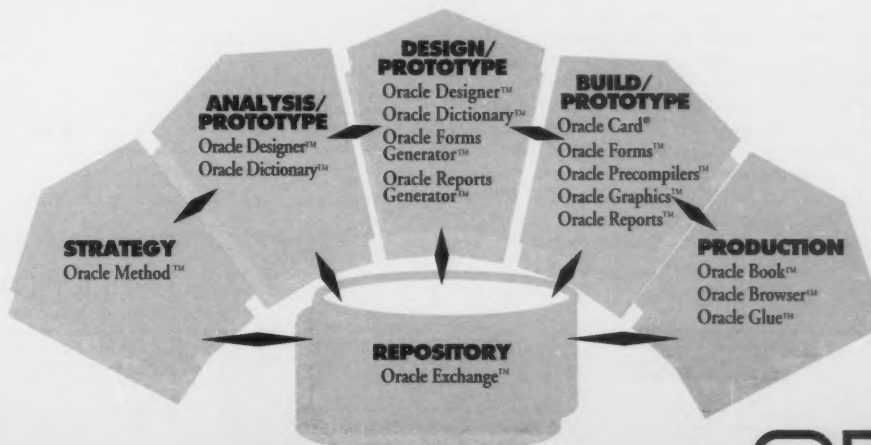 STRATEGY
Oracle Method™
ANALYSIS/
PROTOTYPE
Oracle Designer™
Oracle Dictionary™
DESIGN/
PROTOTYPE
Oracle Designer™
Oracle Dictionary™
Oracle Forms
Generator™
Oracle Reports
Generator™
BUILD/
PROTOTYPE
Oracle Card®
Oracle Forms™
Oracle Precompilers™
Oracle Graphics™
Oracle Reports™
PRODUCTION
Oracle Book™
Oracle Browser™
Oracle Glue™
REPOSITORY
Oracle Exchange™